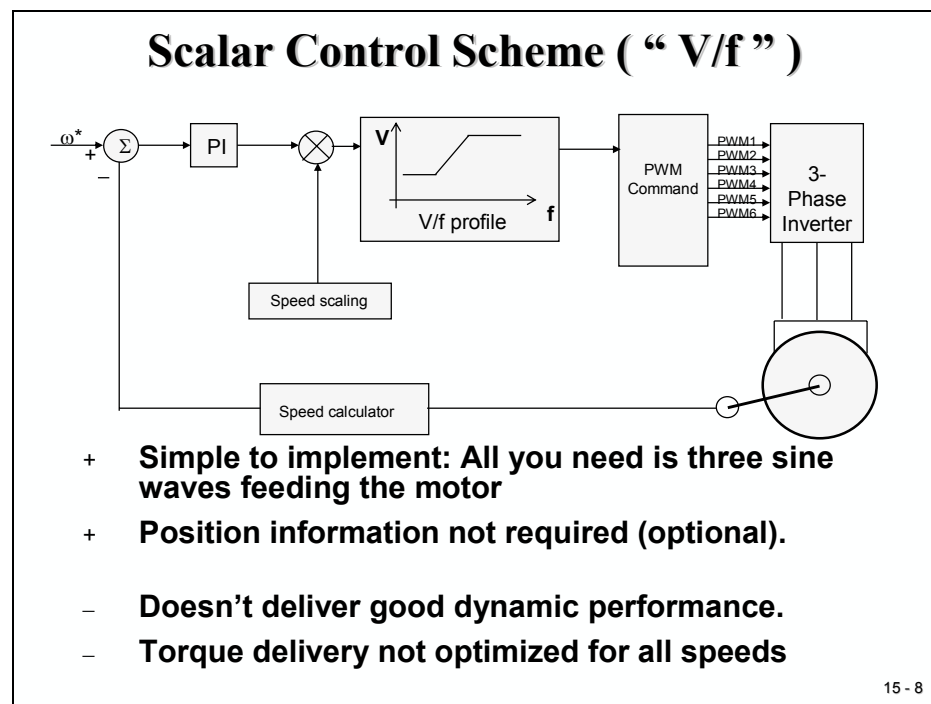 Scalar Control Scheme ( “ V/f ” )
ω*
+
–
Σ
PI
V
f
V/f profile
PWM
Command
PWM1
PWM2
PWM3
PWM4
PWM5
PWM6
3-
Phase
Inverter
Speed scaling
Speed calculator
+ Simple to implement: All you need is three sine
waves feeding the motor
+ Position information not required (optional).
– Doesn’t deliver good dynamic performance.
– Torque delivery not optimized for all speeds
15 - 8